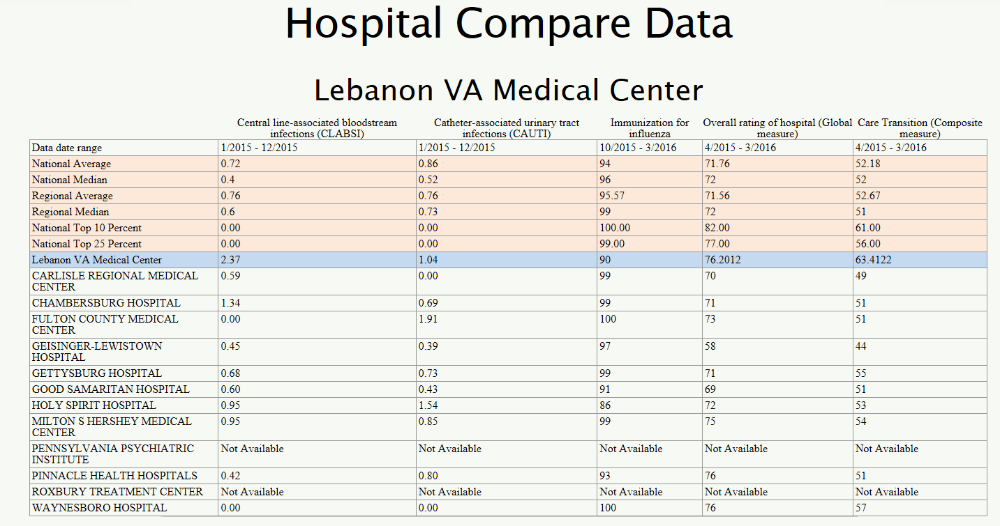 Hospital Compare Data
Lebanon VA Medical Center
Central line-associated bloodstream infections (CLABSI) Catheter-associated urinary tract infections (CAUTI) Immunization for influenza Overall rating of hospital (Global measure) Care Transition (Composite measure)
Data date range 1/2015 - 12/2015 1/2015 - 12/2015 10/2015 - 3/2016 4/2015 - 3/2016 4/2015 - 3/2016
National Average 0.72 0.86 94 71.76 52.18
National Median 0.4 0.52 96 72 52
Regional Average 0.76 0.76 95.57 71.56 52.67
Regional Median 0.6 0.73 99 72 51
National Top 10 Percent 0.00 0.00 100.00 82.00 61.00
National Top 25 Percent 0.00 0.00 99.00 77.00 56.00
Lebanon VA Medical Center 2.37 1.04 90 76.2012 63.4122
CARLISLE REGIONAL MEDICAL CENTER 0.59 0.00 99 70 49
CHAMBERSBURG HOSPITAL 1.34 0.69 99 71 51
FULTON COUNTY MEDICAL CENTER 0.00 1.91 100 73 51
GEISINGER-LEWISTOWN HOSPITAL 0.45 0.39 97 58 44
GETTYSBURG HOSPITAL 0.68 0.73 99 71 55
GOOD SAMARITAN HOSPITAL 0.60 0.43 91 69 51
HOLY SPIRIT HOSPITAL 0.95 1.54 86 72 53
MILTON S HERSHEY MEDICAL CENTER 0.95 0.85 99 75 54
PENNSYLVANIA PSYCHIATRIC INSTITUTE Not Available Not Available Not Available Not Available Not Available
PINNACLE HEALTH HOSPITALS 0.42 0.80 93 76 51
ROXBURY TREATMENT CENTER Not Available Not Available Not Available Not Available Not Available
WAYNESBORO HOSPITAL 0.00 0.00 100 76 57